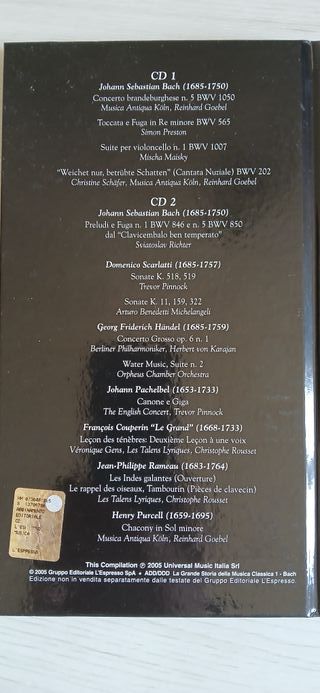 CD 1
Johann Sebastian Bach (1685-1750)
Concerto brandeburghese n. 5 BWV 1050
Musica Antiqua Köln, Reinhard Goebel
Toccata e Fuga in Re minore BWV 565
Simon Preston
Suite per violoncello n. 1 BWV 1007
Mischa Maisky
"Weichet nur, betrübte Schatten" (Cantata Nuziale) BWV 202
Christine Schäfer, Musica Antiqua Köln, Reinhard Goebel
CD 2
Johann Sebastian Bach (1685-1750)
Preludi e Fuga n. 1 BWV 846 e n. 5 BWV 850
dal "Clavicembalo ben temperato"
Sviatoslav Richter
Domenico Scarlatti (1685-1757)
Sonate K. 518, 519
Trevor Pinnock
Sonate K. 11, 159, 322
Arturo Benedetti Michelangeli
Georg Friderich Händel (1685-1759)
Concerto Grosso op. 6 n. 1
Berliner Philharmoniker, Herbert von Karajan
Water Music, Suite n. 2
Orpheus Chamber Orchestra
Johann Pachelbel (1653-1733)
Canone e Giga
The English Concert, Trevor Pinnock
François Couperin "Le Grand" (1668-1733)
Leçon des ténèbres: Deuxième Leçon à une voix
Véronique Gens, Les Talens Lyriques, Christophe Rousset
Jean-Philippe Rameau (1683-1764)
Les Indes galantes (Ouverture)
Le rappel des oiseaux, Tambourin (Pièces de clavecin)
Les Talens Lyriques, Christophe Rousset
Henry Purcell (1659-1695)
Chacony in Sol minore
Musica Antiqua Köln, Reinhard Goebel
L'ESPRESSO
This Compilation ℗ 2005 Universal Music Italia Srl
© 2005 Gruppo Editoriale L'Espresso SpA • ADD/DDD La Grande Storia della Musica Classica 1 - Bach
Edizione non in vendita separatamente dalle testate del Gruppo Editoriale L'Espresso.